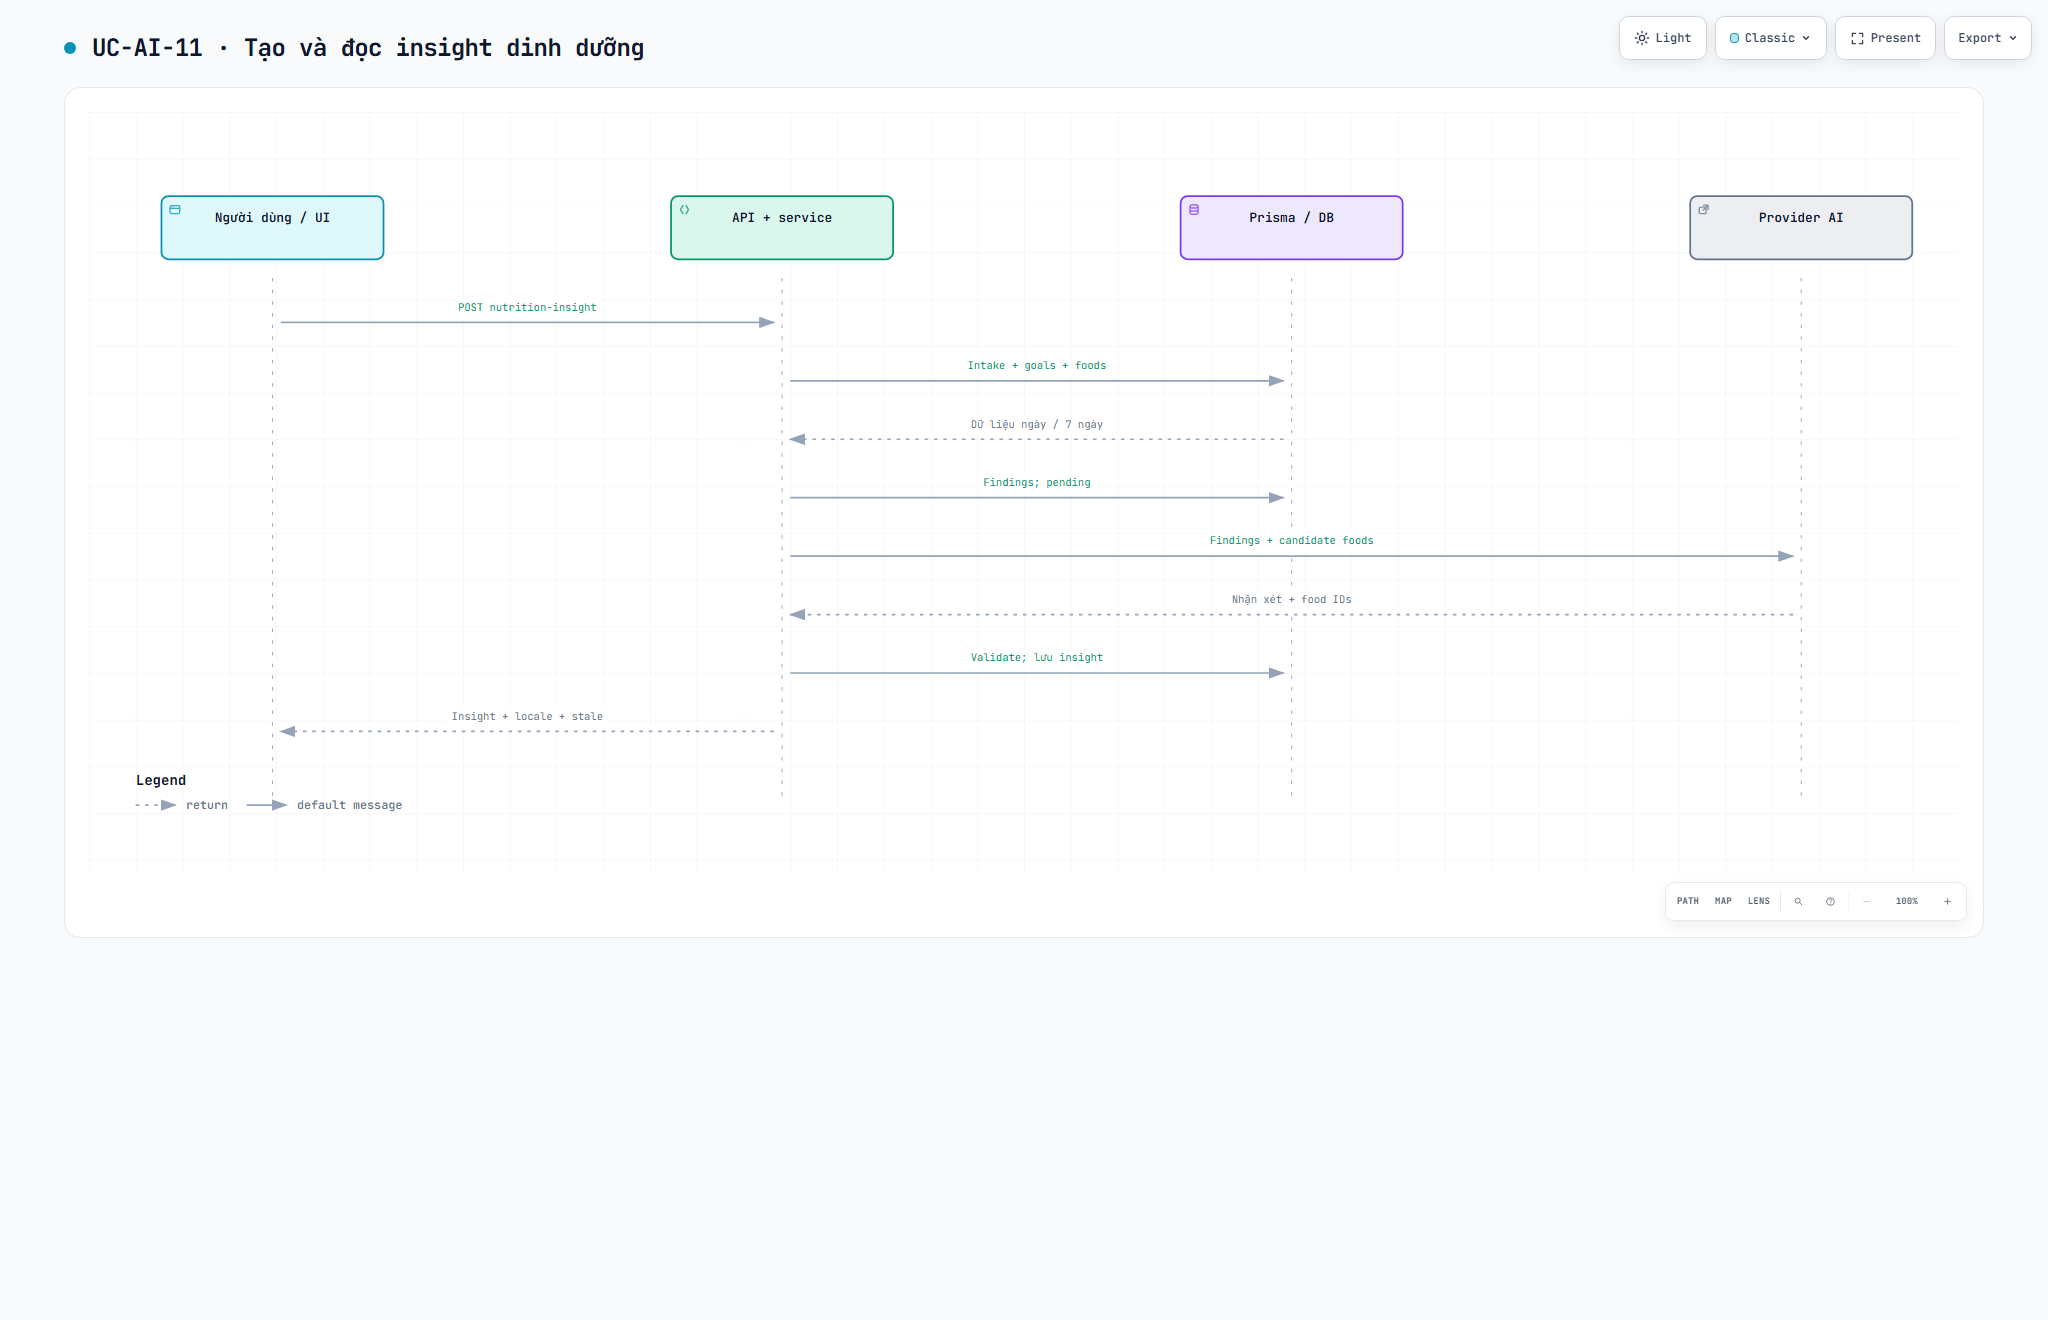 UC-AI-11 · Tạo và đọc insight dinh dưỡng
Light
Classic
Present
Export
Người dùng / UI
API + service
Prisma / DB
Provider AI
POST nutrition-insight
Intake + goals + foods
Dữ liệu ngày / 7 ngày
Findings; pending
Findings + candidate foods
Nhận xét + food IDs
Validate; lưu insight
Insight + locale + stale
Legend
return
default message
PATH
MAP
LENS
100%